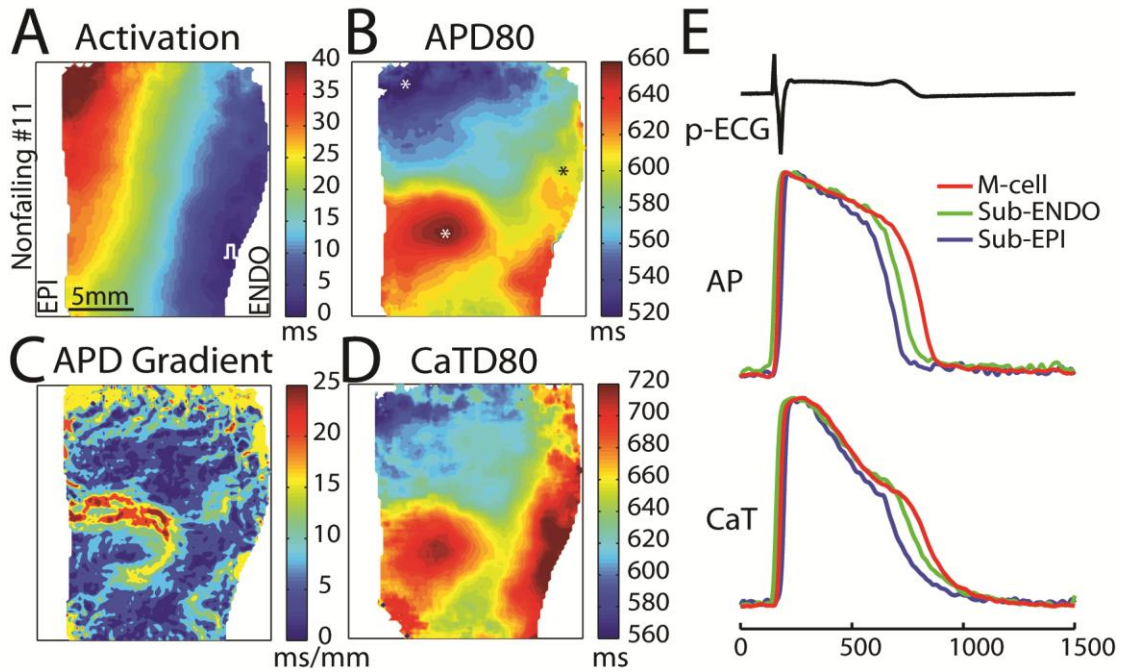 A Activation
Nonfailing #11
EPI
5mm
ENDO
40
35
30
25
20
15
10
5
0
ms
B APD80
*
*
*
660
640
620
600
580
560
540
520
C APD Gradient
25
20
15
10
5
0
ms/mm
D CaTD80
720
700
680
660
640
620
600
580
560
ms
E
p-ECG
M-cell
Sub-ENDO
Sub-EPI
AP
CaT
0 500 1000 1500